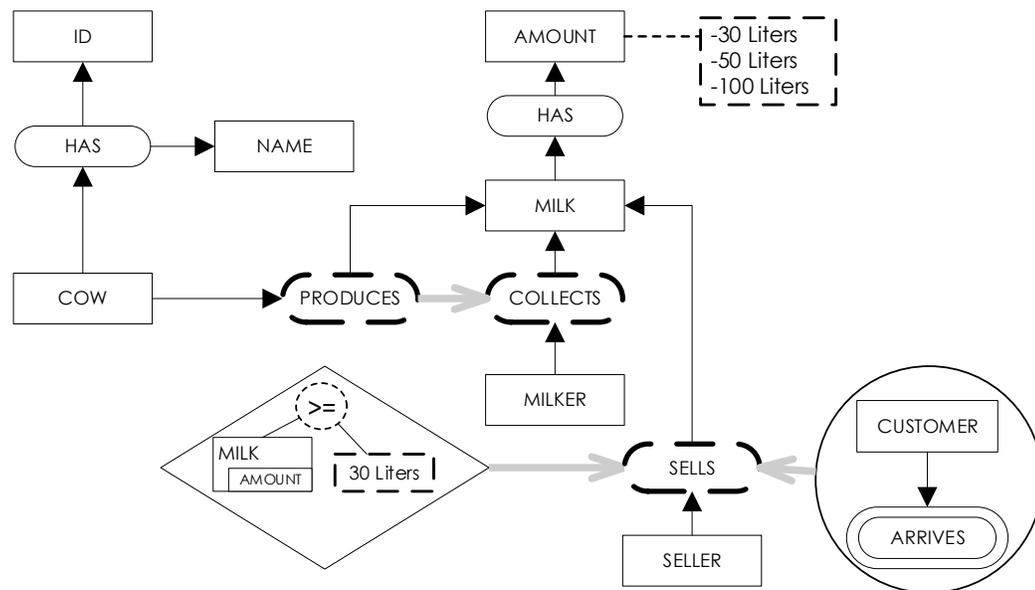 ID
AMOUNT
-30 Liters
-50 Liters
-100 Liters
HAS
HAS
NAME
MILK
COW
PRODUCES
COLLECTS
MILKER
>=
MILK
AMOUNT
30 Liters
SELLS
CUSTOMER
ARRIVES
SELLER